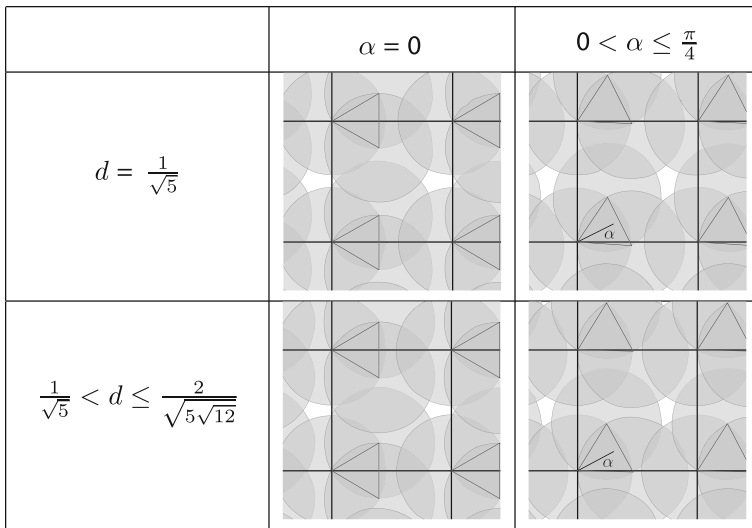 α = 0
0 < α ≤ π/4
d = 1/√5
α
1/√5 < d ≤ 2/√(5√12)
α